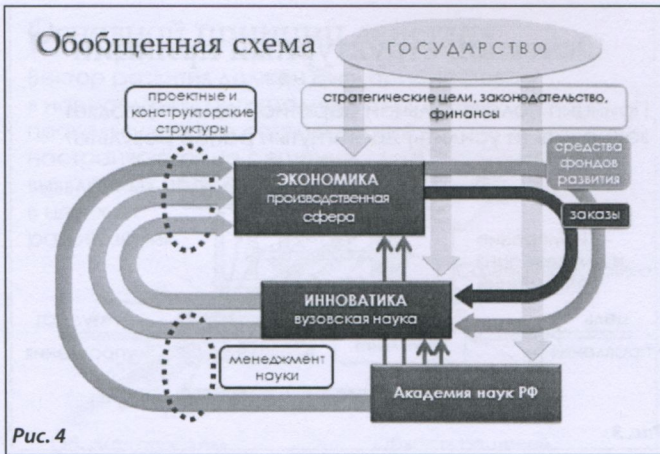 Обобщенная схема
ГОСУДАРСТВО
проектные и
конструкторские
структуры
стратегические цели, законодательство,
финансы
средства
фондов
развития
заказы
ЭКОНОМИКА
производственная
сфера
ИННОВАТИКА
вузовская наука
менеджмент
науки
Академия наук РФ
Рис. 4